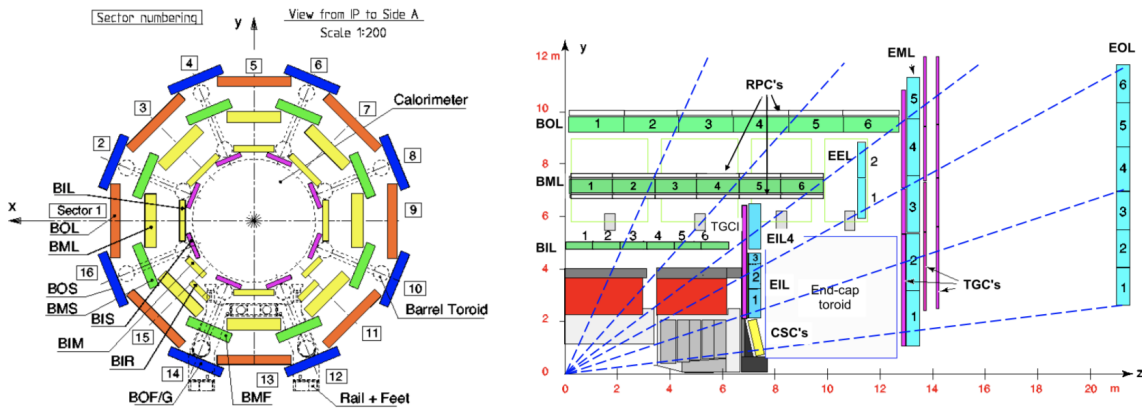 Sector numbering
y
View from IP to Side A
Scale 1:200
4
5
6
3
7
Calorimeter
2
8
BIL
x
Sector 1
9
BOL
BML
16
10
BOS
Barrel Toroid
BMS
BIS
15
11
BIM
BIR
14
13
12
BOF/G
BMF
Rail + Feet
12 m
y
EML
EOL
RPC's
5
6
10
BOL
1 2 3 4 5 6
5
4
8
EEL
2
4
BML
1 2 3 4 5 6
1
3
6
TGCI
3
BIL
1 2 3 4 5 6
EIL4
4
3
2
2
EIL
2
TGC's
End-cap
toroid
1
1
2
1
CSC's
0
0 2 4 6 8 10 12 14 16 18 20 m
z